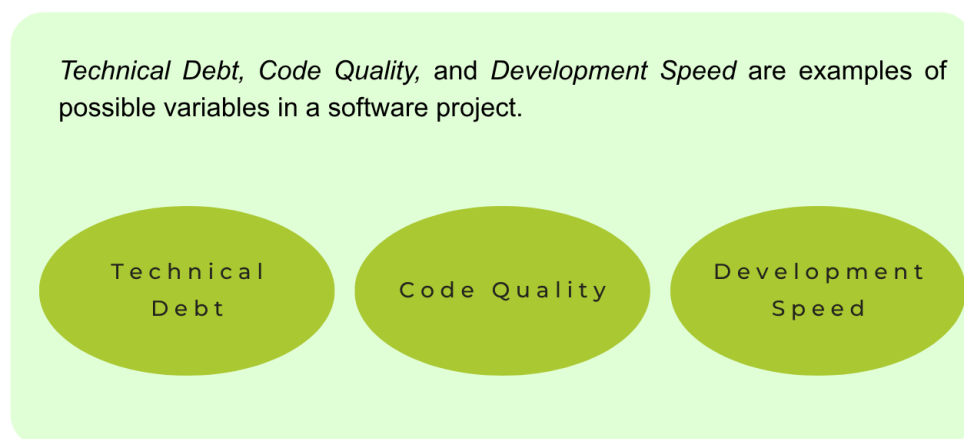 Technical Debt, Code Quality, and Development Speed are examples of
possible variables in a software project.
Technical
Debt
Code Quality
Development
Speed